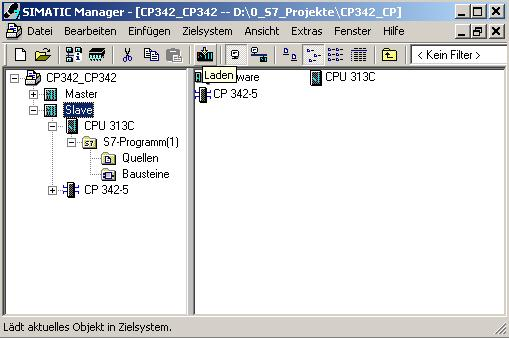 SIMATIC Manager - [CP342_CP342 -- D:\0_S7_Projekte\CP342_CP]
Datei Bearbeiten Einfügen Zielsystem Ansicht Extras Fenster Hilfe
< Kein Filter >
Laden
CP342_CP342
Master
Slave
CPU 313C
S7-Programm(1)
Quellen
Bausteine
CP 342-5
ware
CPU 313C
CP 342-5
Lädt aktuelles Objekt in Zielsystem.